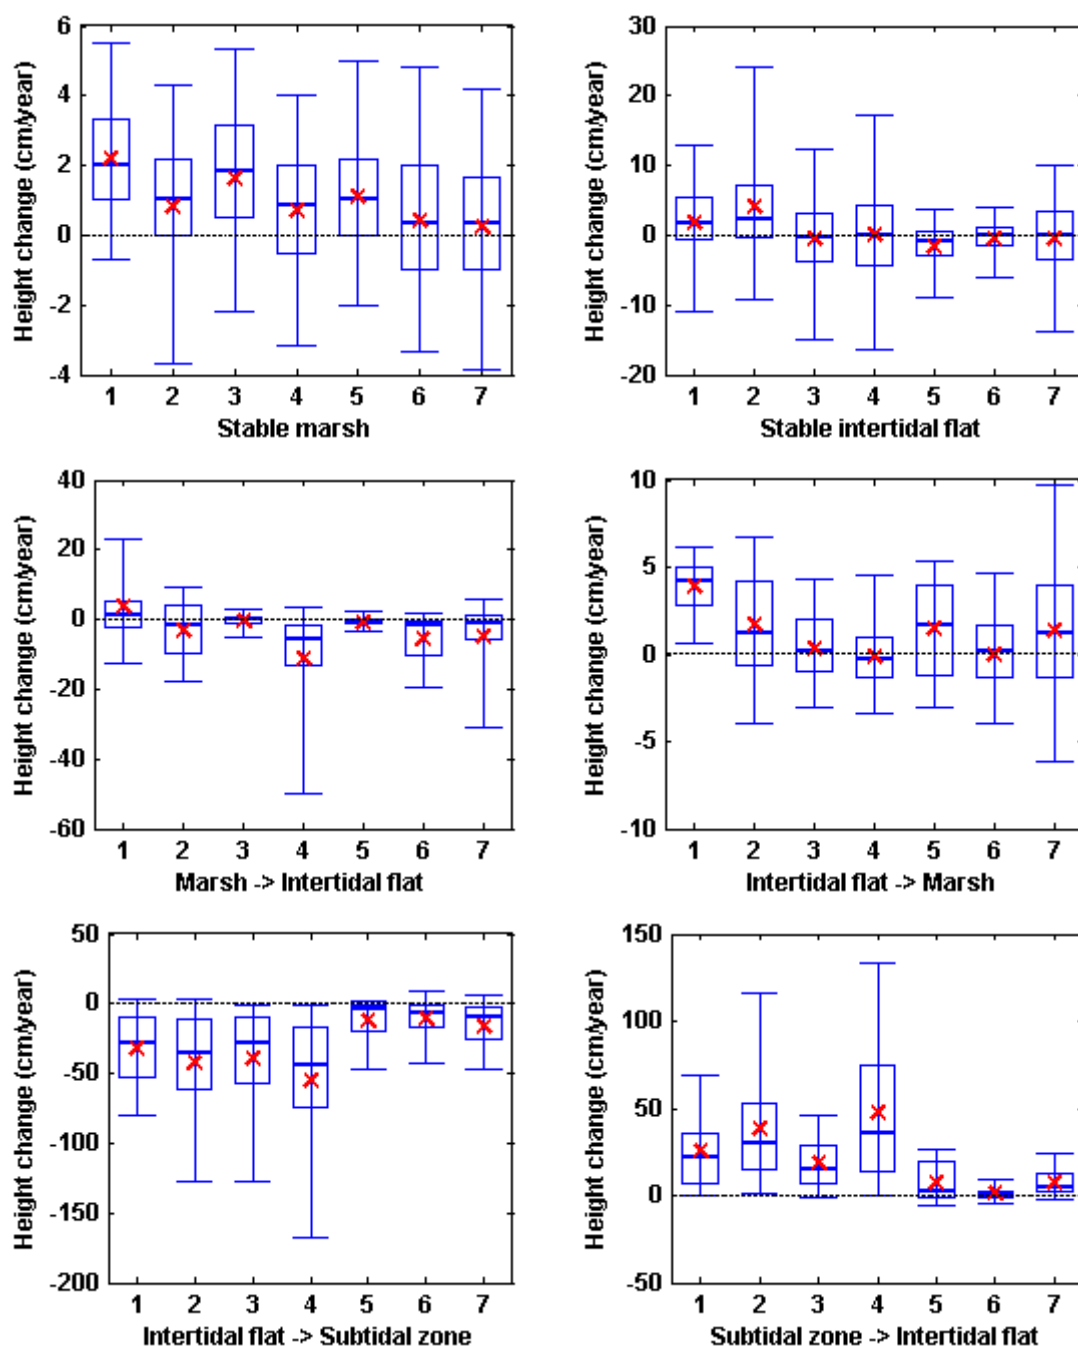 6
4
2
0
-2
-4
Height change (cm/year)
1 2 3 4 5 6 7
Stable marsh
30
20
10
0
-10
-20
Height change (cm/year)
1 2 3 4 5 6 7
Stable intertidal flat
40
20
0
-20
-40
-60
Height change (cm/year)
1 2 3 4 5 6 7
Marsh -> Intertidal flat
10
5
0
-5
-10
Height change (cm/year)
1 2 3 4 5 6 7
Intertidal flat -> Marsh
50
0
-50
-100
-150
-200
Height change (cm/year)
1 2 3 4 5 6 7
Intertidal flat -> Subtidal zone
150
100
50
0
-50
Height change (cm/year)
1 2 3 4 5 6 7
Subtidal zone -> Intertidal flat